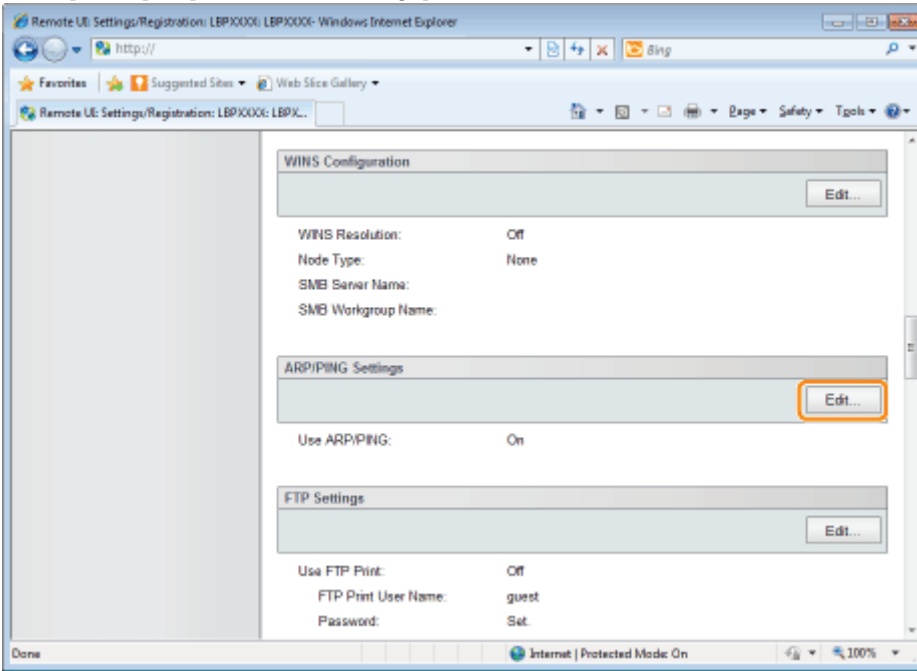 Remote UI: Settings/Registration: LBPXXXX: LBPXXXX- Windows Internet Explorer
http://
Bing
Favorites Suggested Sites Web Slice Gallery
Remote UI: Settings/Registration: LBPXXXX: LBPX... Page Safety Tools
WINS Configuration
Edit...
WINS Resolution: Off
Node Type: None
SMB Server Name:
SMB Workgroup Name:
ARP/PING Settings
Edit...
Use ARP/PING: On
FTP Settings
Edit...
Use FTP Print: Off
FTP Print User Name: guest
Password: Set.
Done Internet | Protected Mode: On 100%